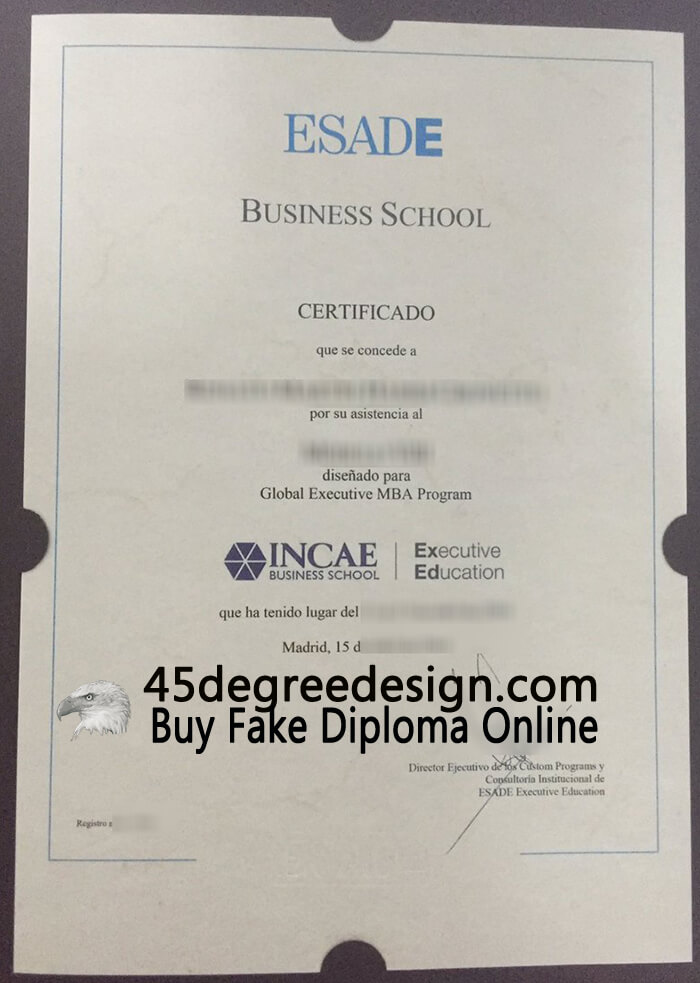 ESADE
BUSINESS SCHOOL
CERTIFICADO
que se concede a
por su asistencia al
diseñado para
Global Executive MBA Program
INCAE
BUSINESS SCHOOL
Executive
Education
que ha tenido lugar del
Madrid, 15 d
45degreedesign.com
Buy Fake Diploma Online
Director Ejecutivo de los Custom Programs y
Consultoría Institucional de
ESADE Executive Education
Registro